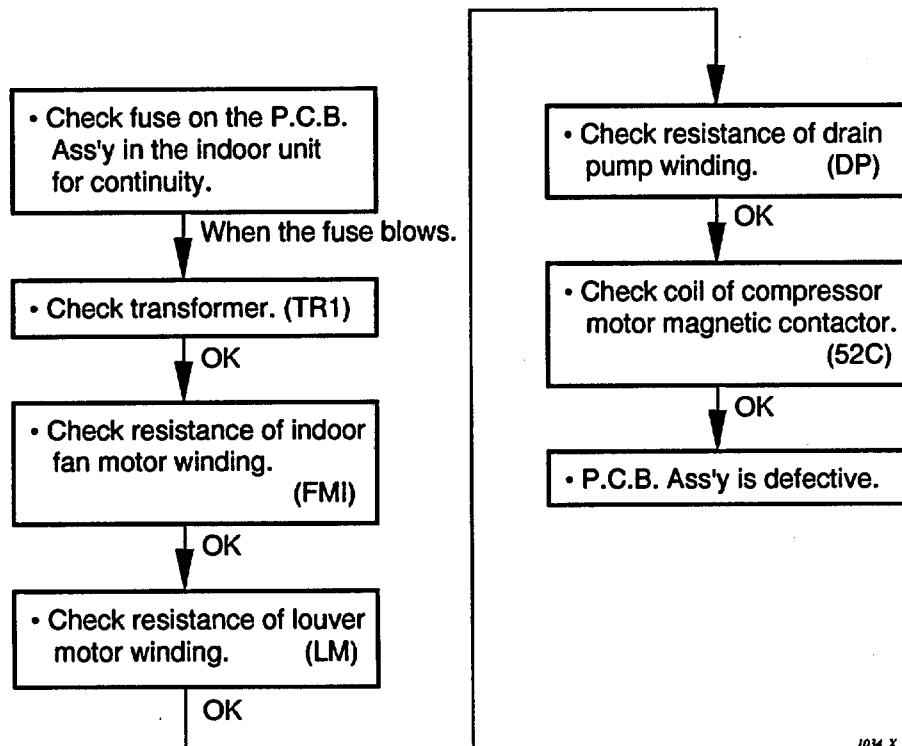 • Check fuse on the P.C.B.
Ass'y in the indoor unit
for continuity.
When the fuse blows.
• Check transformer. (TR1)
OK
• Check resistance of indoor
fan motor winding.
(FMI)
OK
• Check resistance of louver
motor winding. (LM)
OK
• Check resistance of drain
pump winding. (DP)
OK
• Check coil of compressor
motor magnetic contactor.
(52C)
OK
• P.C.B. Ass'y is defective.
1034 X